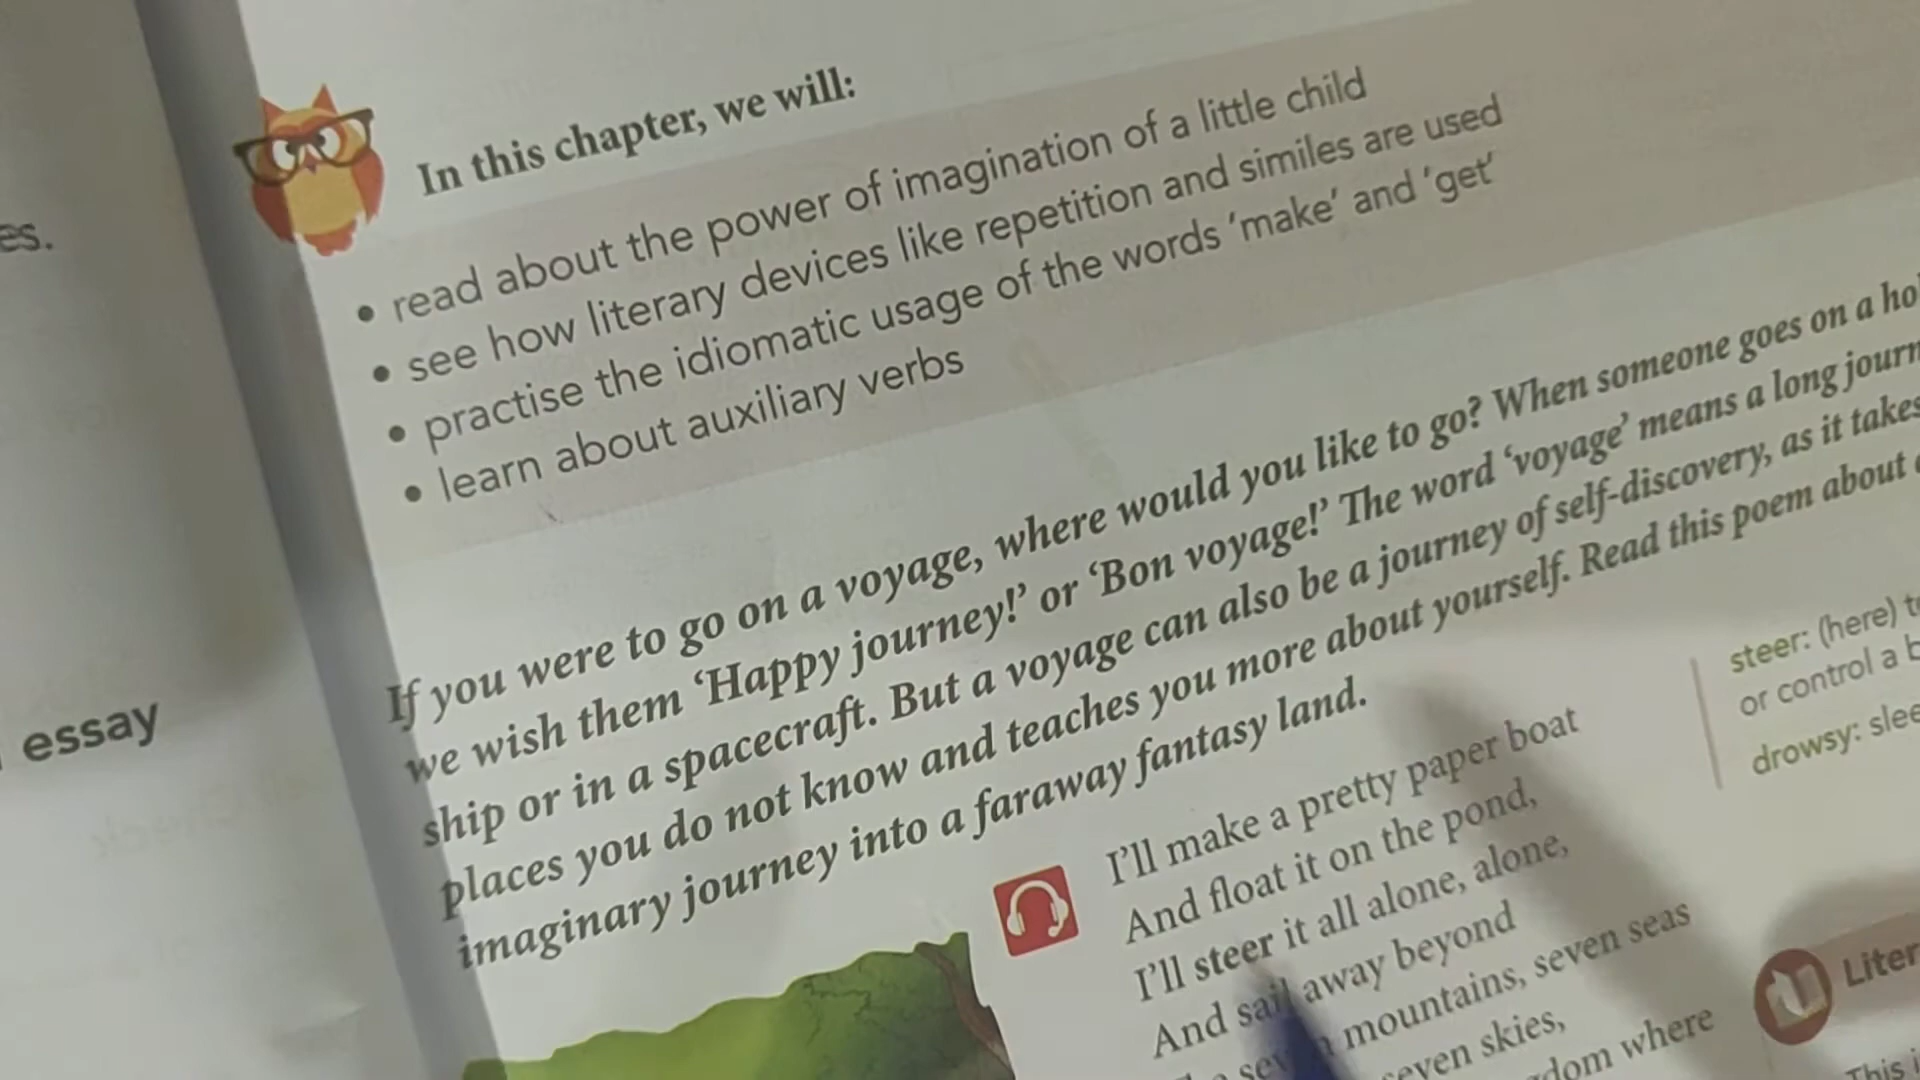 es.
essay
In this chapter, we will:
• read about the power of imagination of a little child
• see how literary devices like repetition and similes are used
• practise the idiomatic usage of the words ‘make’ and ‘get’
• learn about auxiliary verbs
If you were to go on a voyage, where would you like to go? When someone goes on a
we wish them ‘Happy journey!’ or ‘Bon voyage!’ The word ‘voyage’ means a long
ship or in a spacecraft. But a voyage can also be a journey of self-discovery, as it takes
places you do not know and teaches you more about yourself. Read this poem about
imaginary journey into a faraway fantasy land.
I’ll make a pretty paper boat
And float it on the pond,
I’ll steer it all alone, alone,
And sail away beyond
mountains, seven seas
skies,
where
steer: (here)
or control a
drowsy:
This